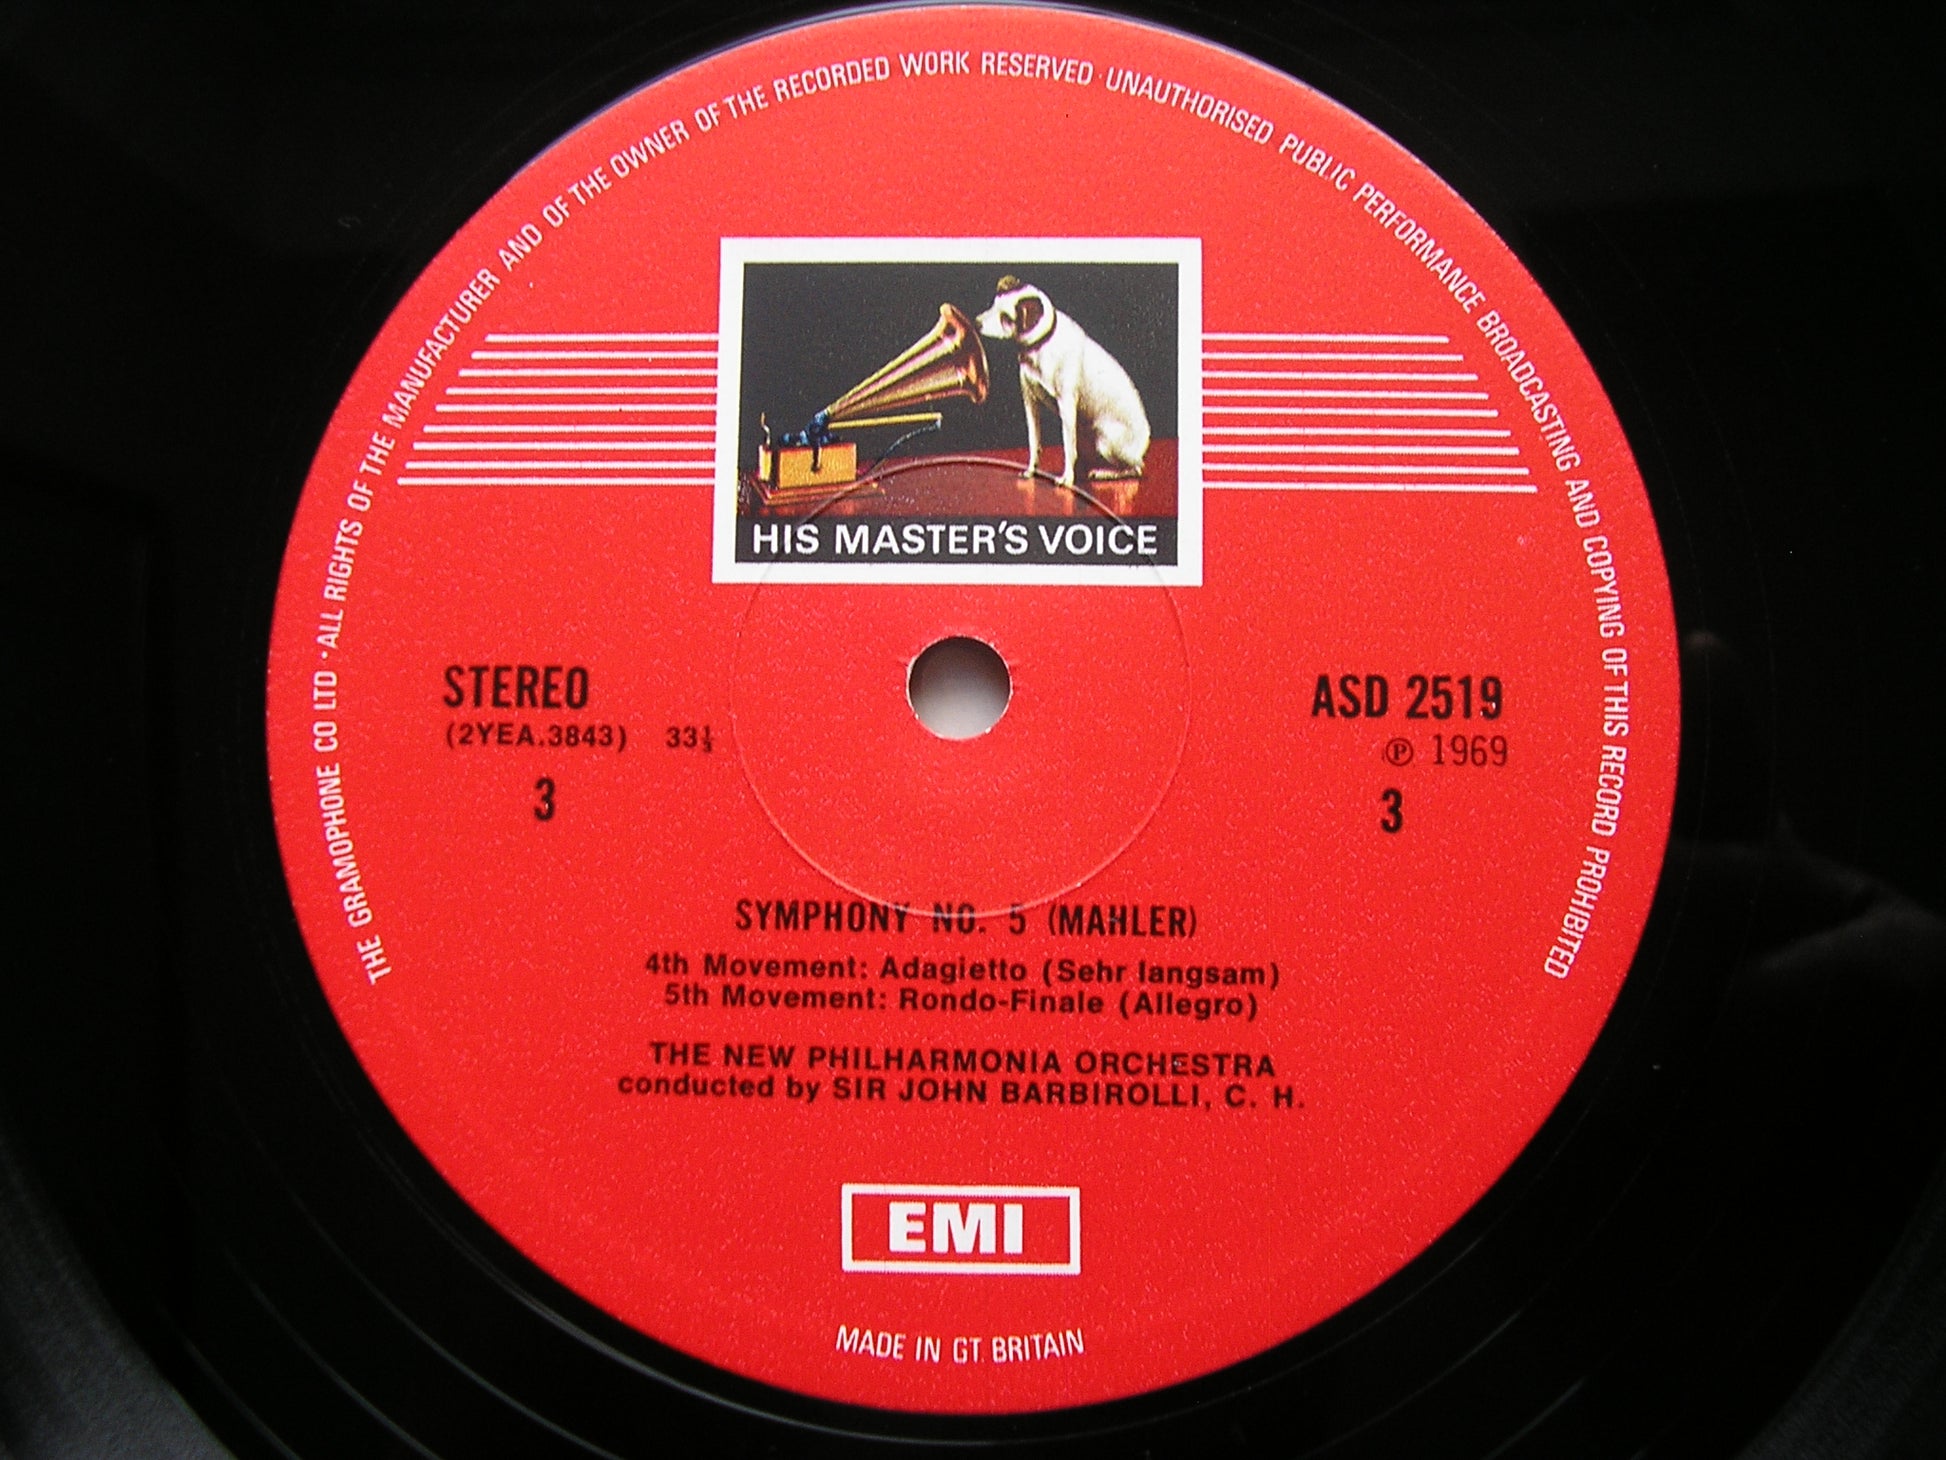 THE GRAMOPHONE CO LTD · ALL RIGHTS OF THE MANUFACTURER AND OF THE OWNER OF THE RECORDED WORK RESERVED · UNAUTHORISED PUBLIC PERFORMANCE BROADCASTING AND COPYING OF THIS RECORD PROHIBITED
HIS MASTER'S VOICE
STEREO
(2YEA.3843) 33⅓
3
ASD 2519
℗ 1969
3
SYMPHONY NO. 5 (MAHLER)
4th Movement: Adagietto (Sehr langsam)
5th Movement: Rondo-Finale (Allegro)
THE NEW PHILHARMONIA ORCHESTRA
conducted by SIR JOHN BARBIROLLI, C. H.
EMI
MADE IN GT. BRITAIN